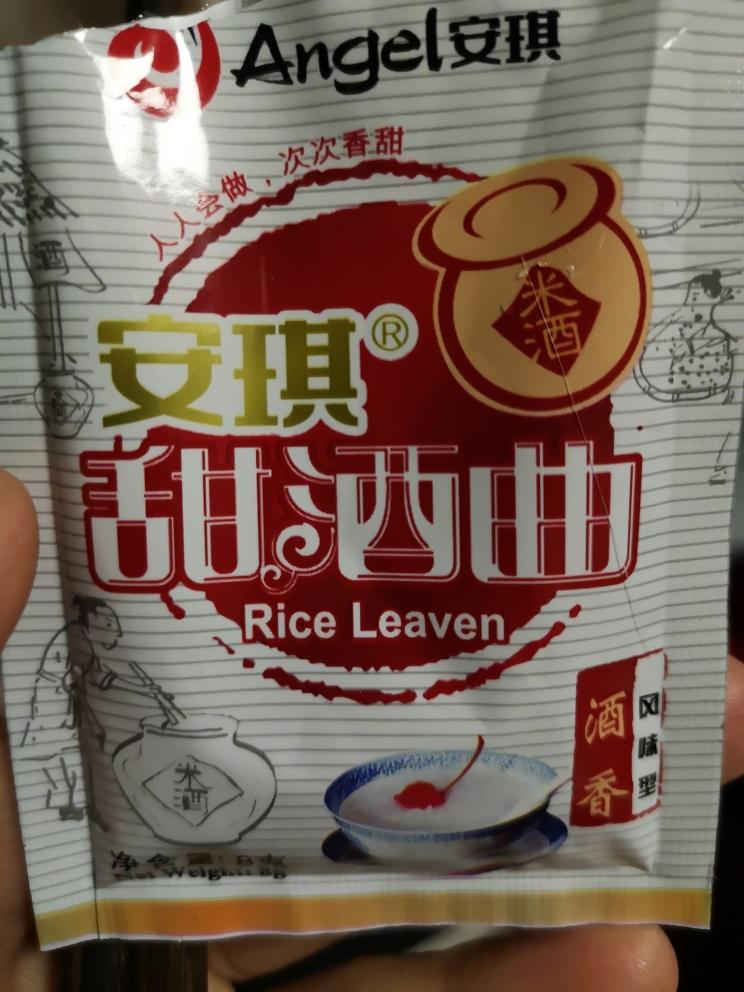 Angel安琪
人人会做，次次香甜
米酒
酒
安琪®
甜酒曲
Rice Leaven
酒香
风味型
米酒
净含量：8克
Net Weight: 8g